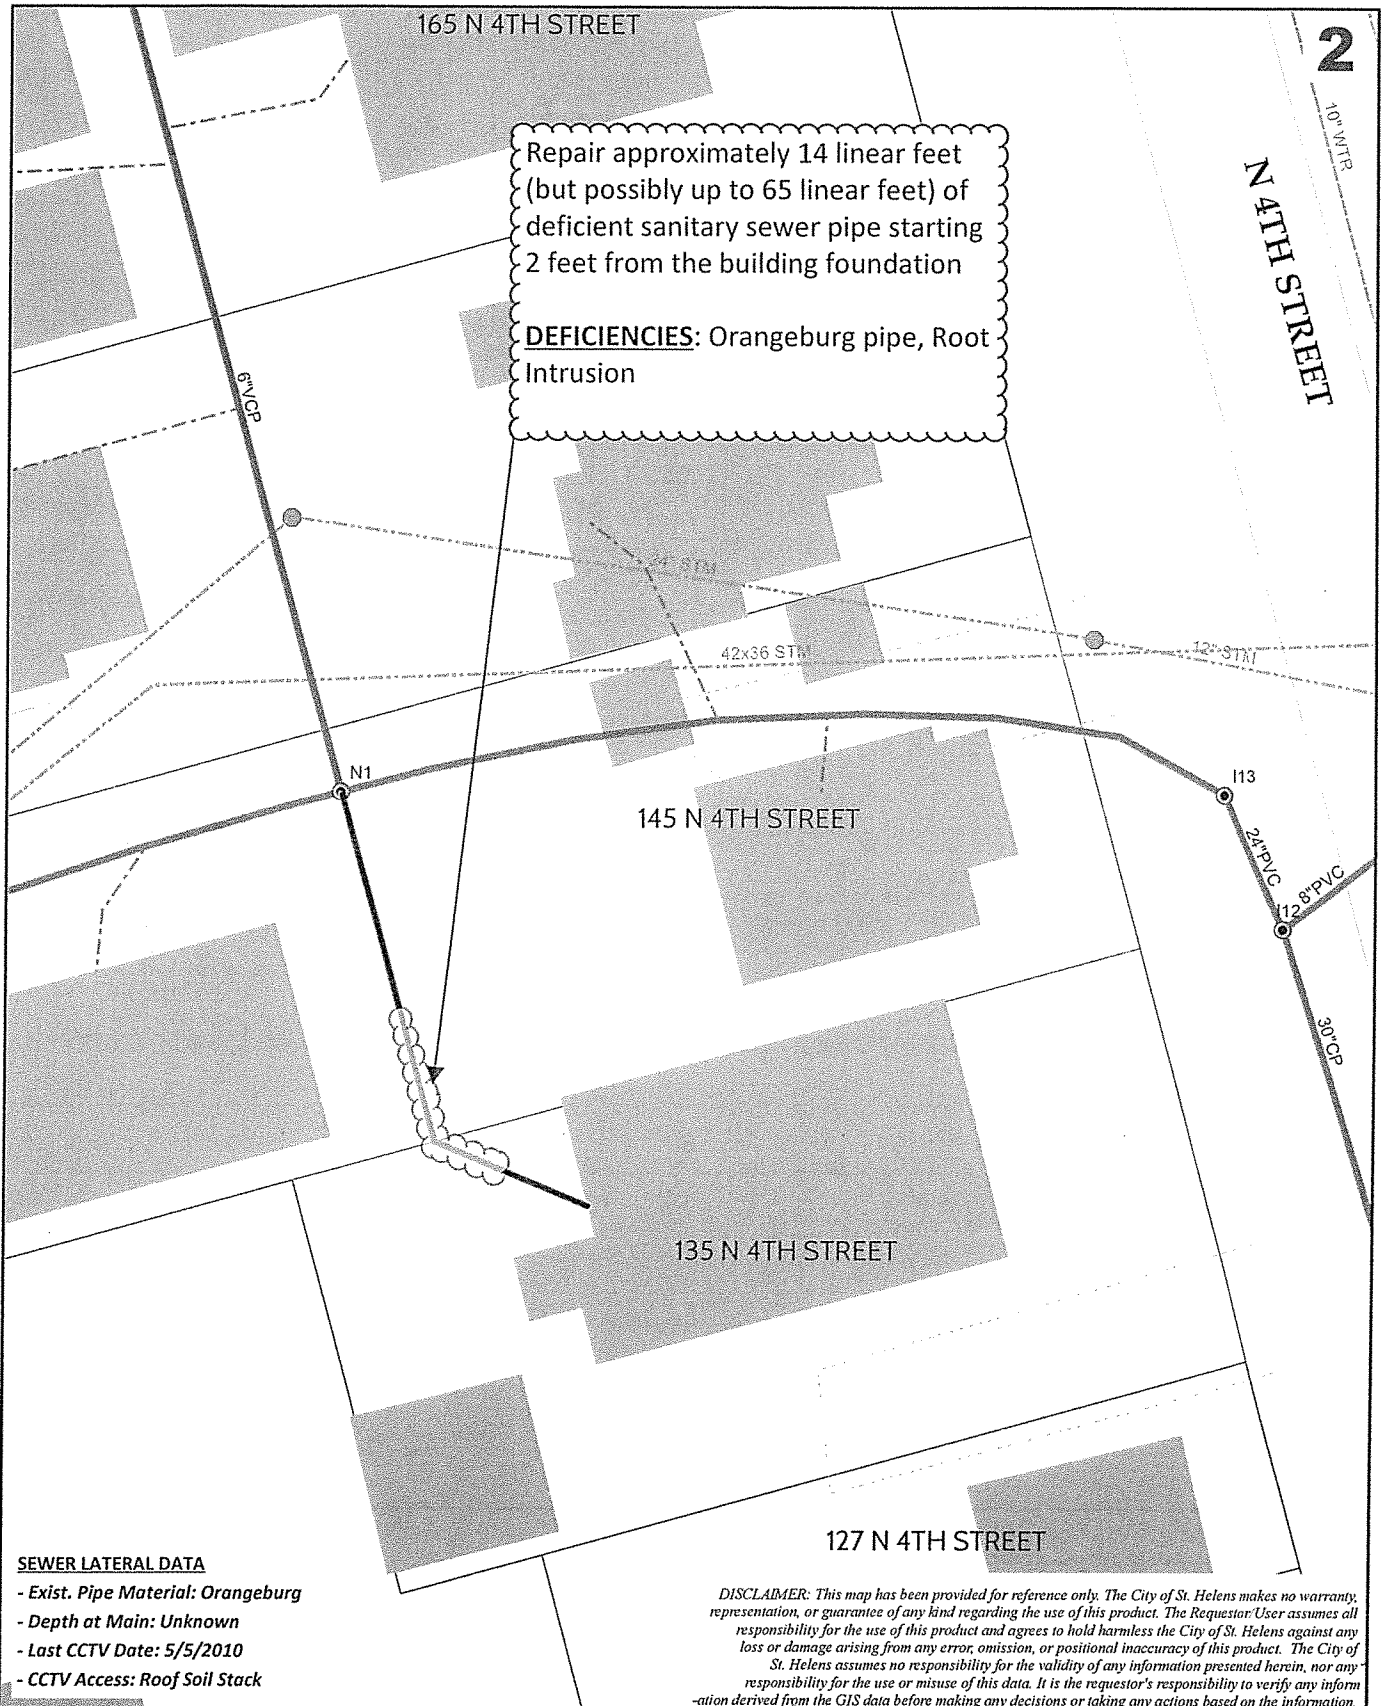 165 N 4TH STREET
2
10" WTR
N 4TH STREET
Repair approximately 14 linear feet
(but possibly up to 65 linear feet) of
deficient sanitary sewer pipe starting
2 feet from the building foundation
DEFICIENCIES: Orangeburg pipe, Root
Intrusion
6"VCP
STM
42x36 STM
12" STM
N1
I13
145 N 4TH STREET
24"PVC
8"PVC
I12
30"CP
135 N 4TH STREET
127 N 4TH STREET
SEWER LATERAL DATA
- Exist. Pipe Material: Orangeburg
- Depth at Main: Unknown
- Last CCTV Date: 5/5/2010
- CCTV Access: Roof Soil Stack
DISCLAIMER: This map has been provided for reference only. The City of St. Helens makes no warranty,
representation, or guarantee of any kind regarding the use of this product. The Requestor/User assumes all
responsibility for the use of this product and agrees to hold harmless the City of St. Helens against any
loss or damage arising from any error, omission, or positional inaccuracy of this product. The City of
St. Helens assumes no responsibility for the validity of any information presented herein, nor any
responsibility for the use or misuse of this data. It is the requestor's responsibility to verify any inform
-ation derived from the GIS data before making any decisions or taking any actions based on the information.